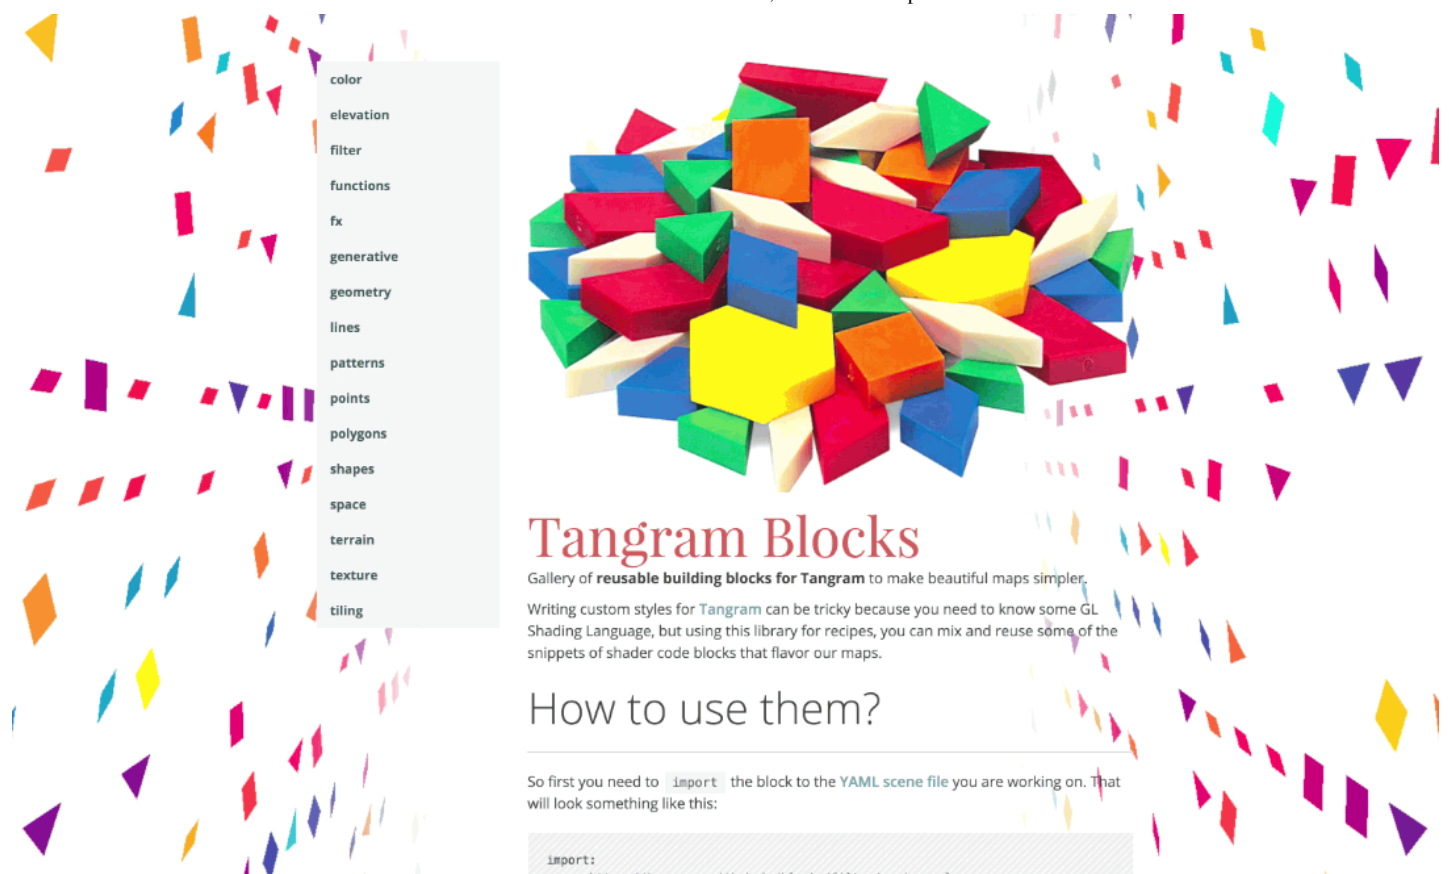 color
elevation
filter
functions
fx
generative
geometry
lines
patterns
points
polygons
shapes
space
terrain
texture
tiling
Tangram Blocks
Gallery of reusable building blocks for Tangram to make beautiful maps simpler.
Writing custom styles for Tangram can be tricky because you need to know some GL
Shading Language, but using this library for recipes, you can mix and reuse some of the
snippets of shader code blocks that flavor our maps.
How to use them?
So first you need to import the block to the YAML scene file you are working on. That
will look something like this:
import: